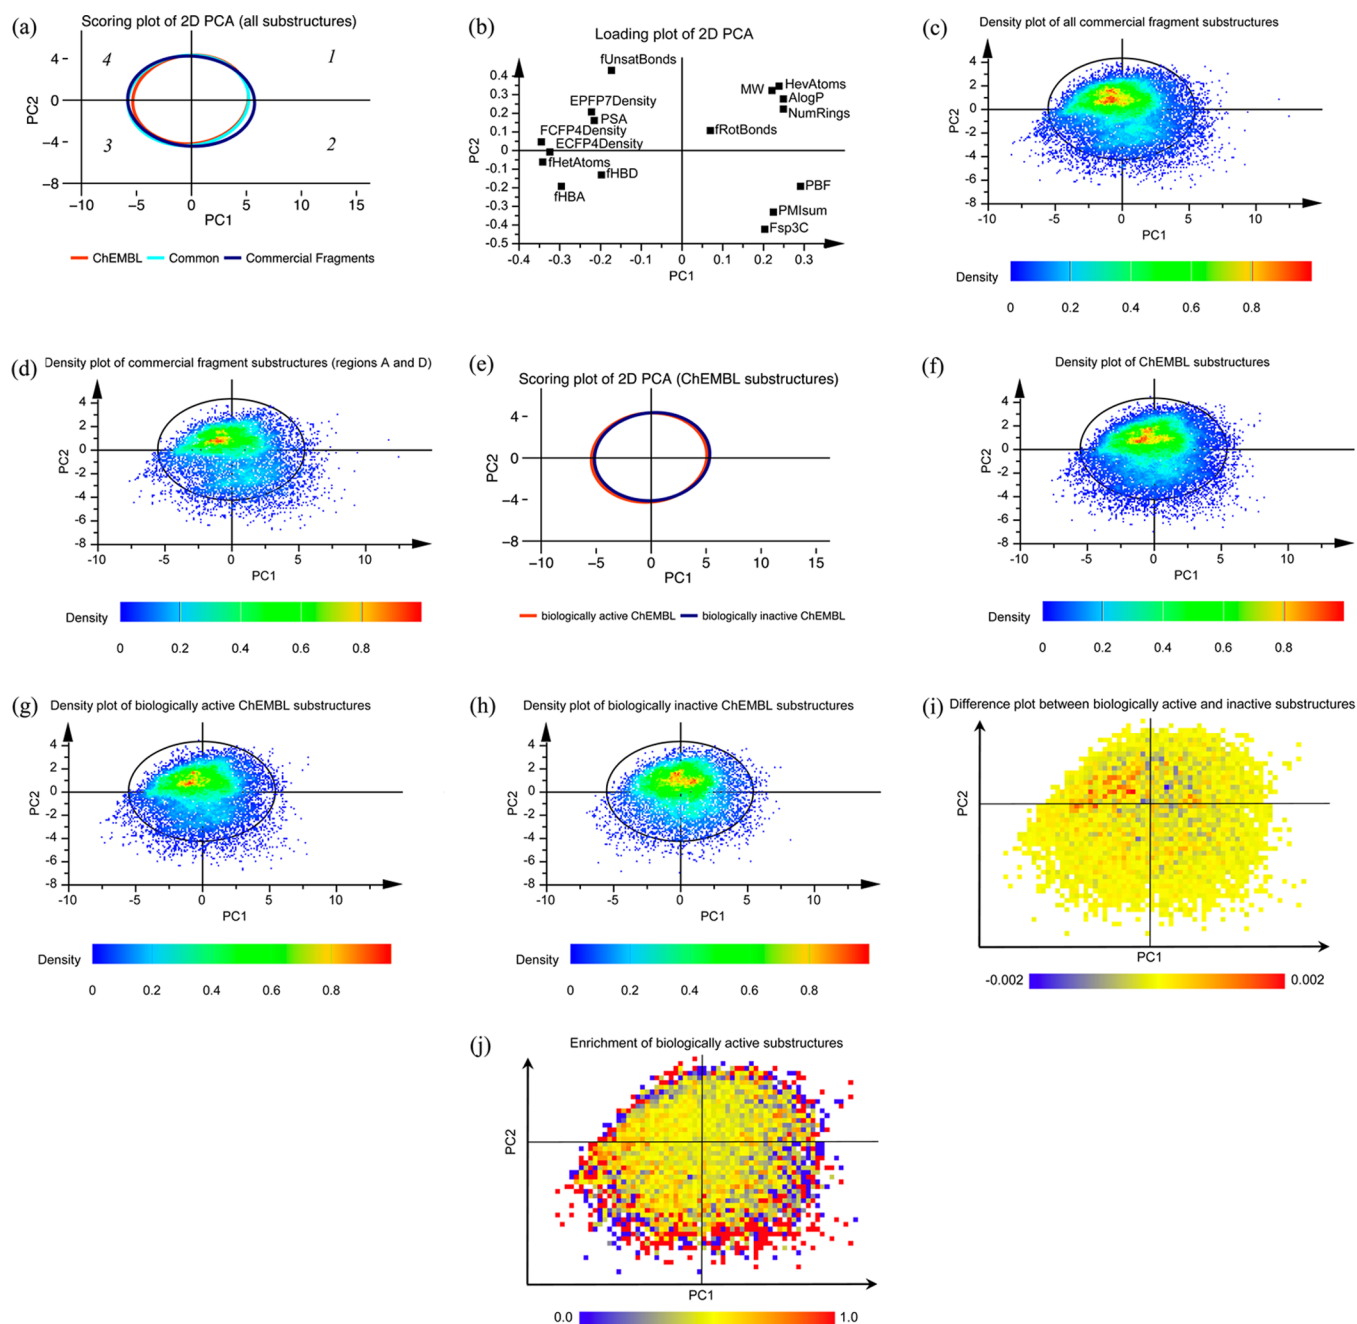 (a)
Scoring plot of 2D PCA (all substructures)
4
1
3
2
PC2
4
0
−4
−8
−10
−5
0
5
10
15
PC1
ChEMBL
Common
Commercial Fragments
(b)
Loading plot of 2D PCA
fUnsatBonds
EPFP7Density
PSA
FCFP4Density
ECFP4Density
fHetAtoms
fHBD
fHBA
MW
HevAtoms
AlogP
NumRings
fRotBonds
PBF
PMIsum
Fsp3C
PC2
0.4
0.3
0.2
0.1
0
-0.1
-0.2
-0.3
-0.4
-0.5
-0.4
-0.3
-0.2
-0.1
0
0.1
0.2
0.3
PC1
(c)
Density plot of all commercial fragment substructures
PC2
4
2
0
-2
-4
-6
-8
-10
-5
0
5
10
PC1
Density
0
0.2
0.4
0.6
0.8
(d)
Density plot of commercial fragment substructures (regions A and D)
PC2
4
2
0
-2
-4
-6
-8
-10
-5
0
5
10
PC1
Density
0
0.2
0.4
0.6
0.8
(e)
Scoring plot of 2D PCA (ChEMBL substructures)
PC2
4
0
−4
−8
−10
−5
0
5
10
15
PC1
biologically active ChEMBL
biologically inactive ChEMBL
(f)
Density plot of ChEMBL substructures
PC2
4
2
0
-2
-4
-6
-8
-10
-5
0
5
10
PC1
Density
0
0.2
0.4
0.6
0.8
(g)
Density plot of biologically active ChEMBL substructures
PC2
4
2
0
-2
-4
-6
-8
-10
-5
0
5
10
PC1
Density
0
0.2
0.4
0.6
0.8
(h)
Density plot of biologically inactive ChEMBL substructures
PC2
4
2
0
-2
-4
-6
-8
-10
-5
0
5
10
PC1
Density
0
0.2
0.4
0.6
0.8
(i)
Difference plot between biologically active and inactive substructures
PC2
PC1
-0.002
0.002
(j)
Enrichment of biologically active substructures
PC2
PC1
0.0
1.0